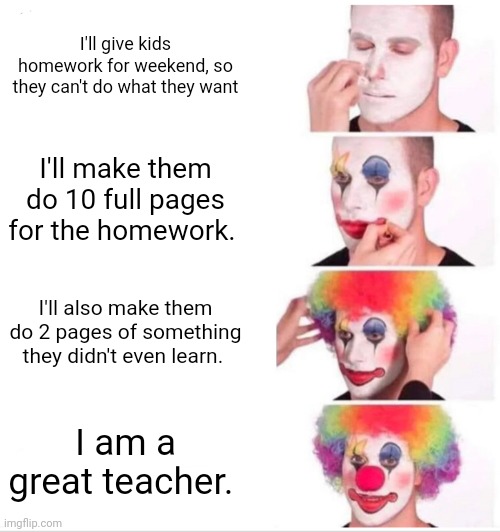 I'll give kids
homework for weekend, so
they can't do what they want
I'll make them
do 10 full pages
for the homework.
I'll also make them
do 2 pages of something
they didn't even learn.
I am a
great teacher.
imgflip.com